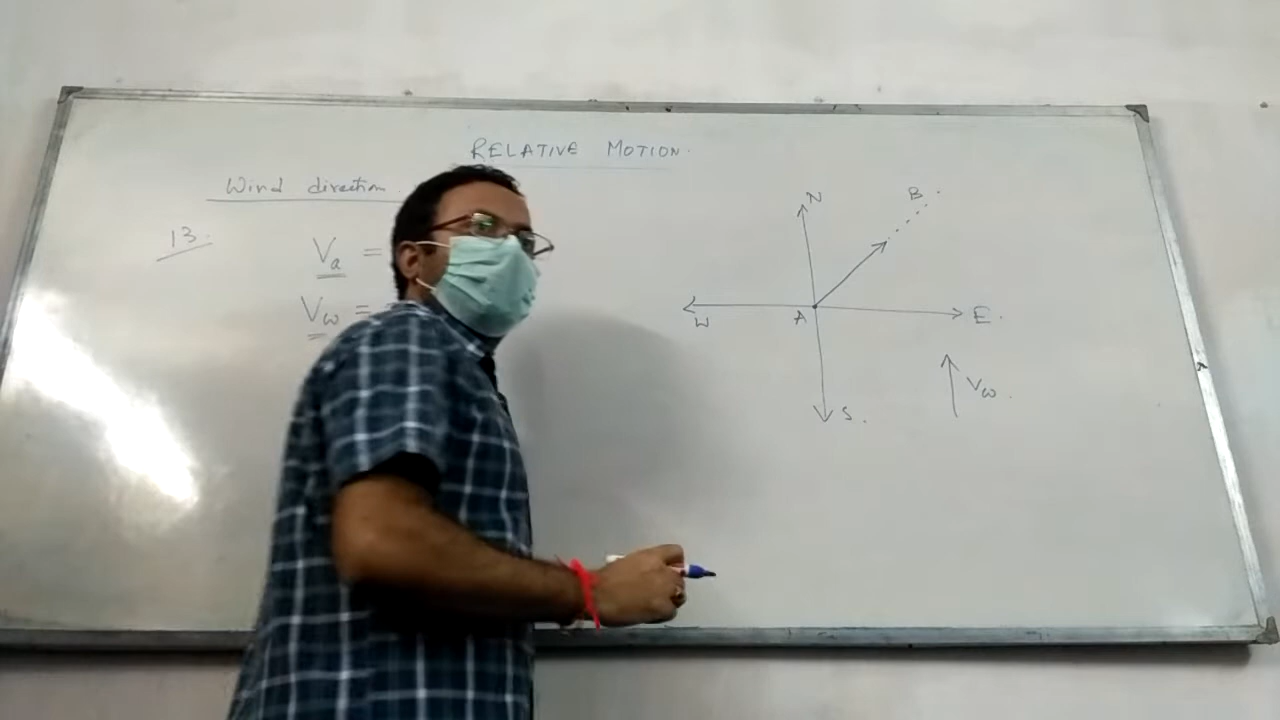 RELATIVE MOTION.
Wind direction.
13.
Va =
Vw =
N
B
W
A
E.
S.
Vw.